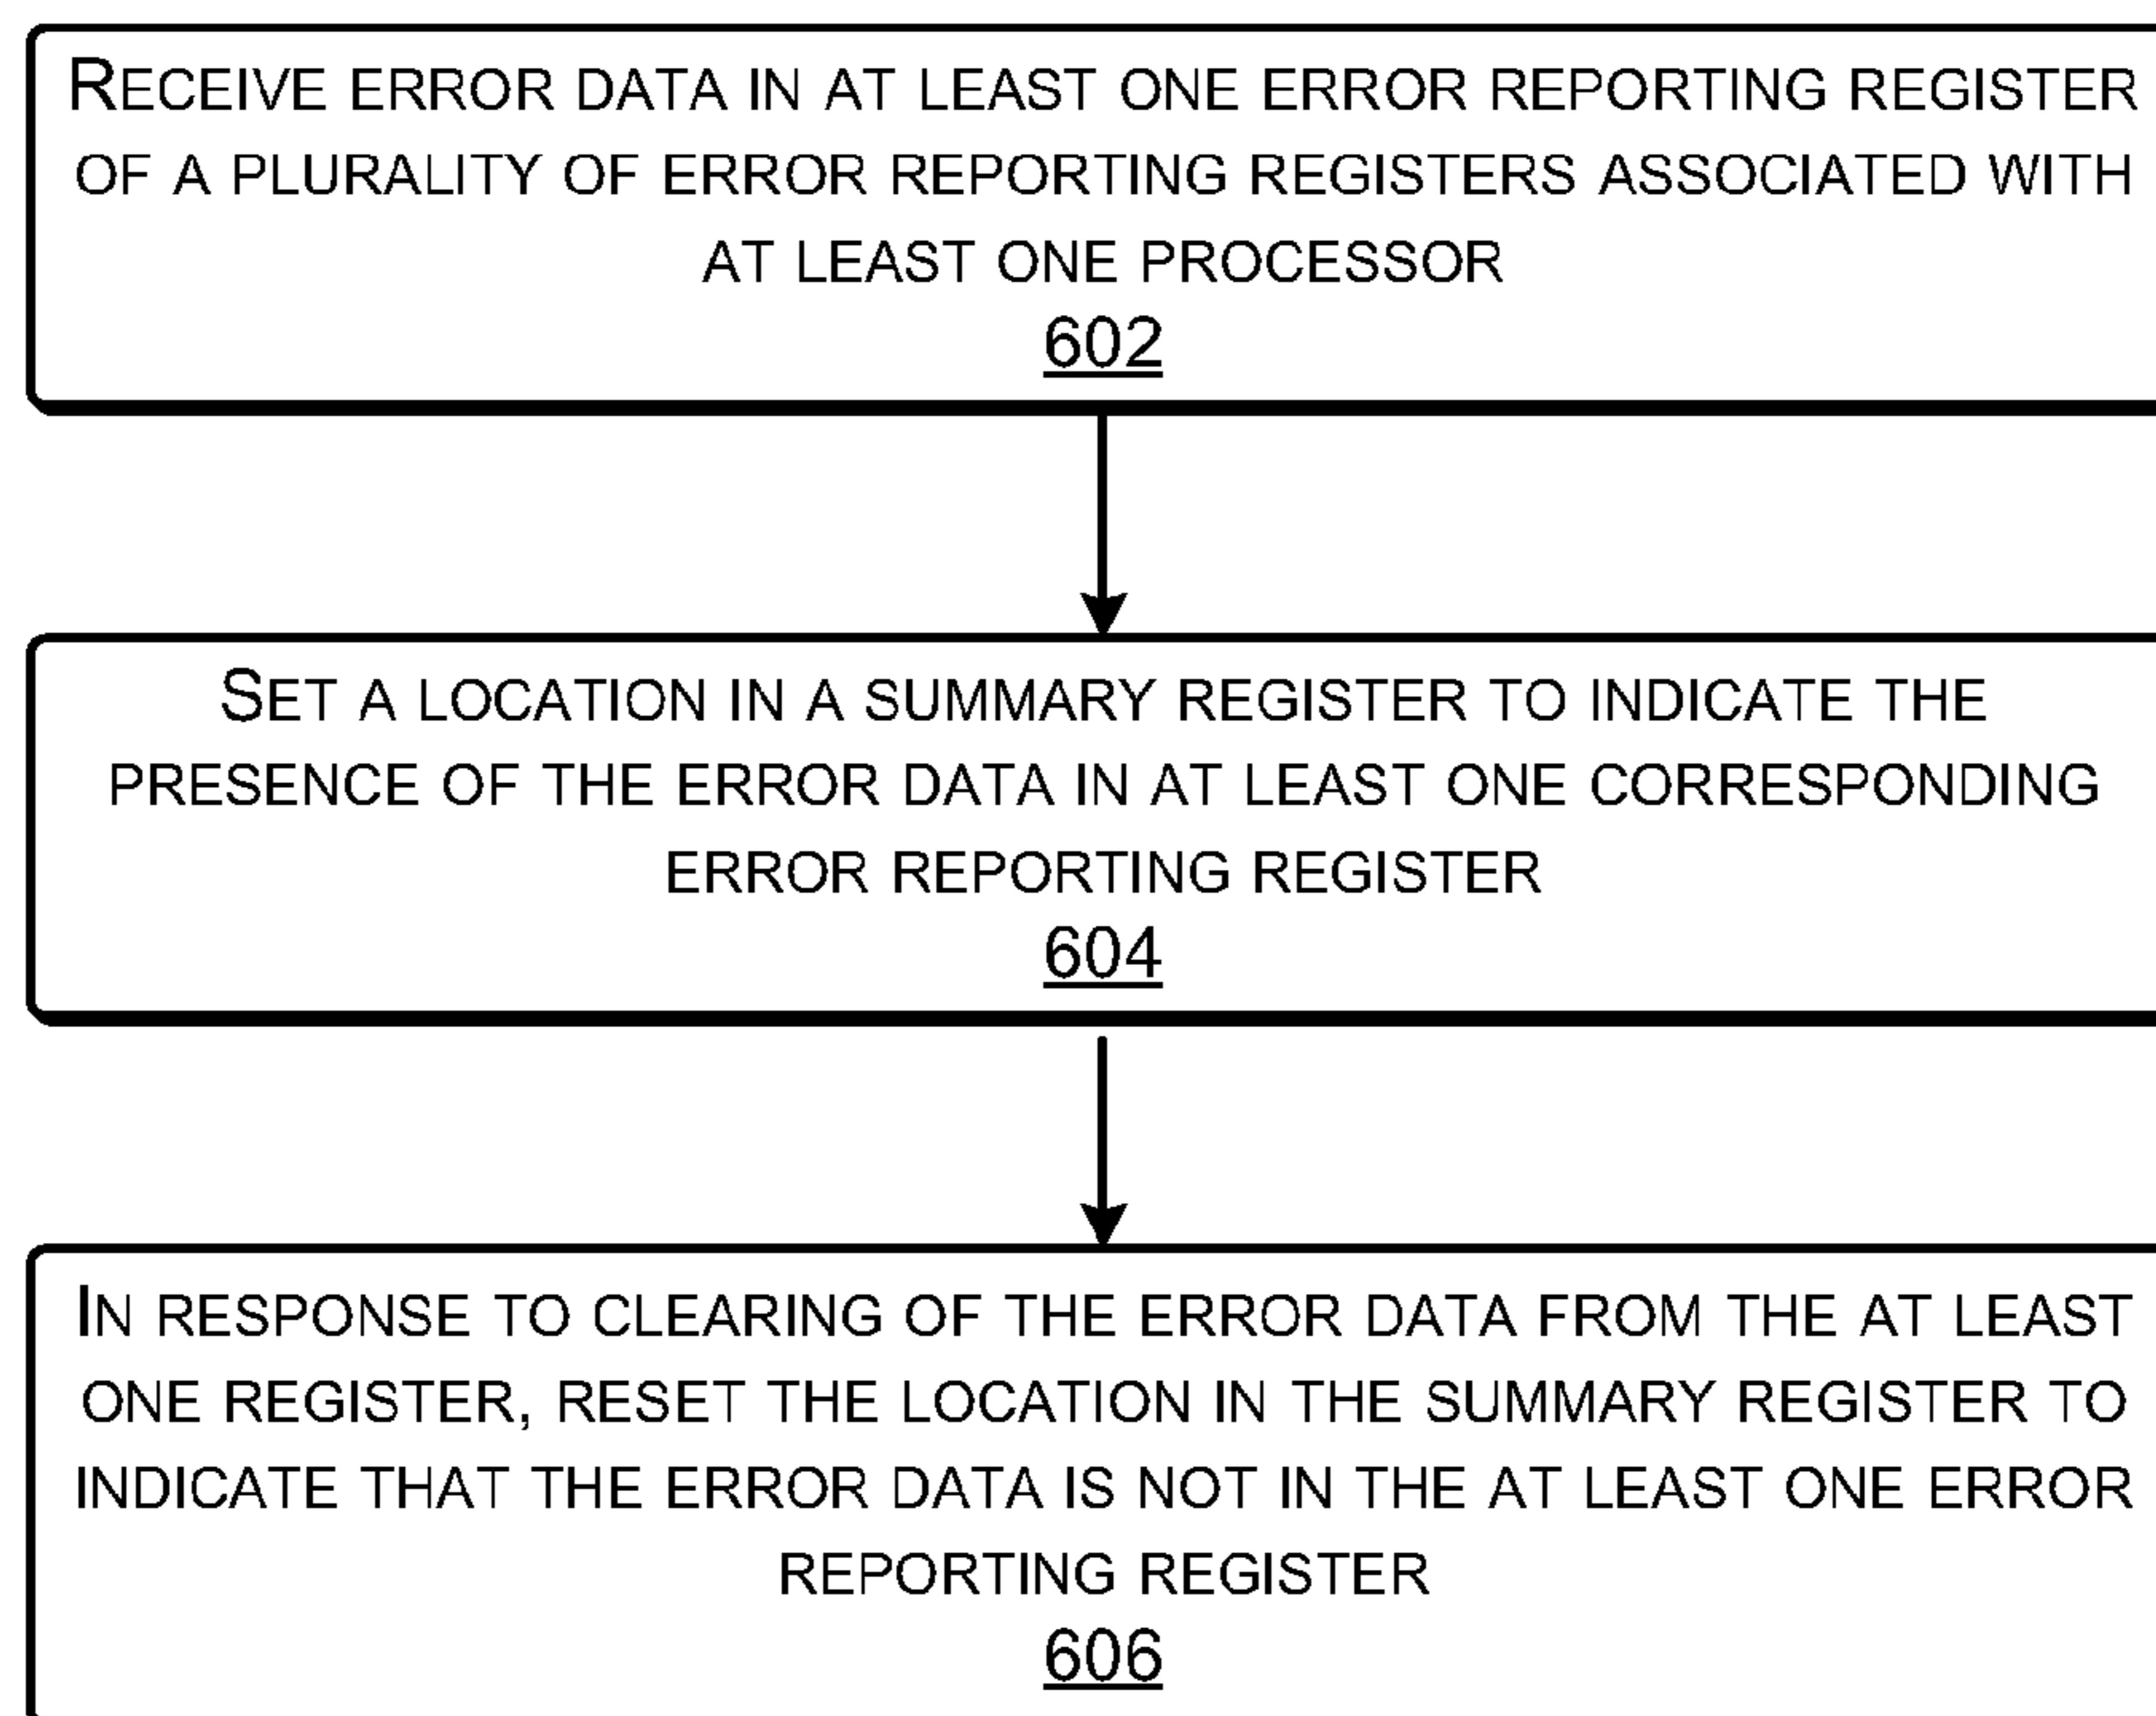 RECEIVE ERROR DATA IN AT LEAST ONE ERROR REPORTING REGISTER
OF A PLURALITY OF ERROR REPORTING REGISTERS ASSOCIATED WITH
AT LEAST ONE PROCESSOR
602
SET A LOCATION IN A SUMMARY REGISTER TO INDICATE THE
PRESENCE OF THE ERROR DATA IN AT LEAST ONE CORRESPONDING
ERROR REPORTING REGISTER
604
IN RESPONSE TO CLEARING OF THE ERROR DATA FROM THE AT LEAST
ONE REGISTER, RESET THE LOCATION IN THE SUMMARY REGISTER TO
INDICATE THAT THE ERROR DATA IS NOT IN THE AT LEAST ONE ERROR
REPORTING REGISTER
606